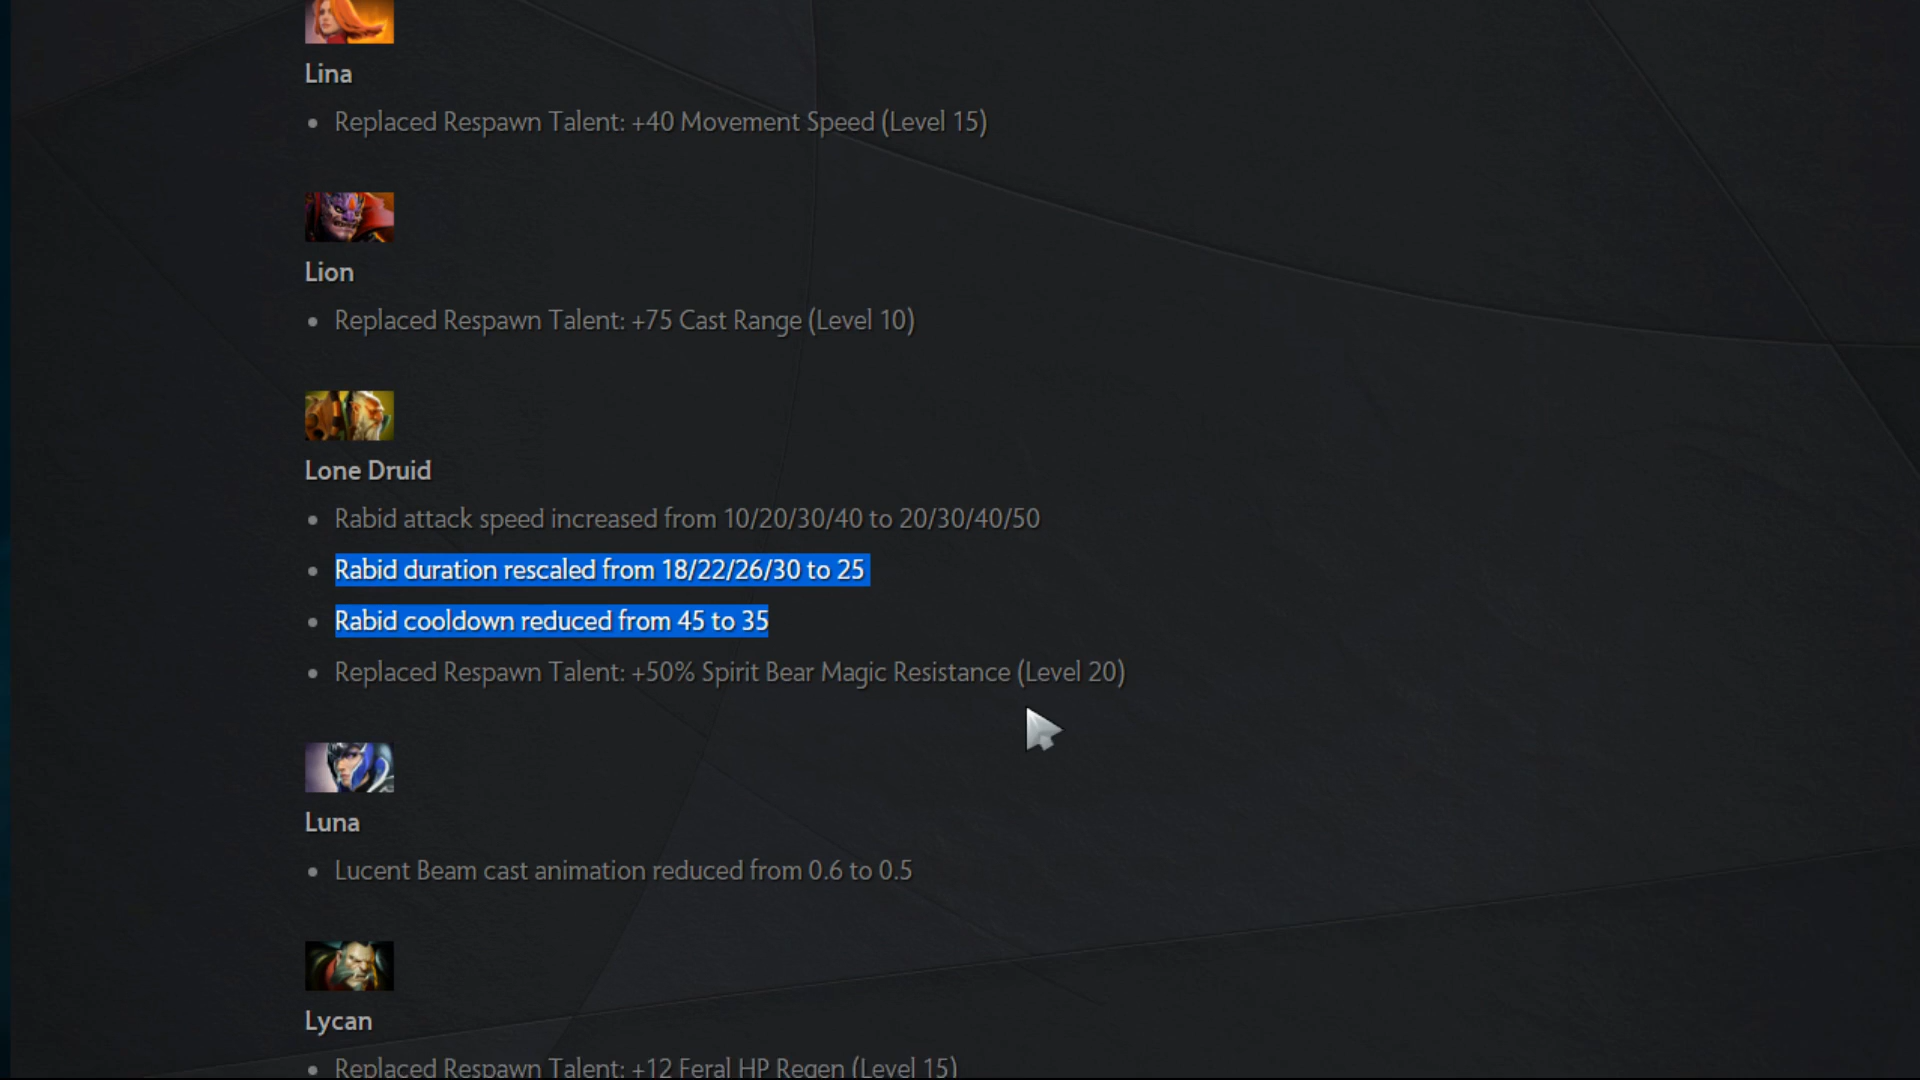 Lina
• Replaced Respawn Talent: +40 Movement Speed (Level 15)
Lion
• Replaced Respawn Talent: +75 Cast Range (Level 10)
Lone Druid
• Rabid attack speed increased from 10/20/30/40 to 20/30/40/50
• Rabid duration rescaled from 18/22/26/30 to 25
• Rabid cooldown reduced from 45 to 35
• Replaced Respawn Talent: +50% Spirit Bear Magic Resistance (Level 20)
Luna
• Lucent Beam cast animation reduced from 0.6 to 0.5
Lycan
• Replaced Respawn Talent: +12 Feral HP Regen (Level 15)